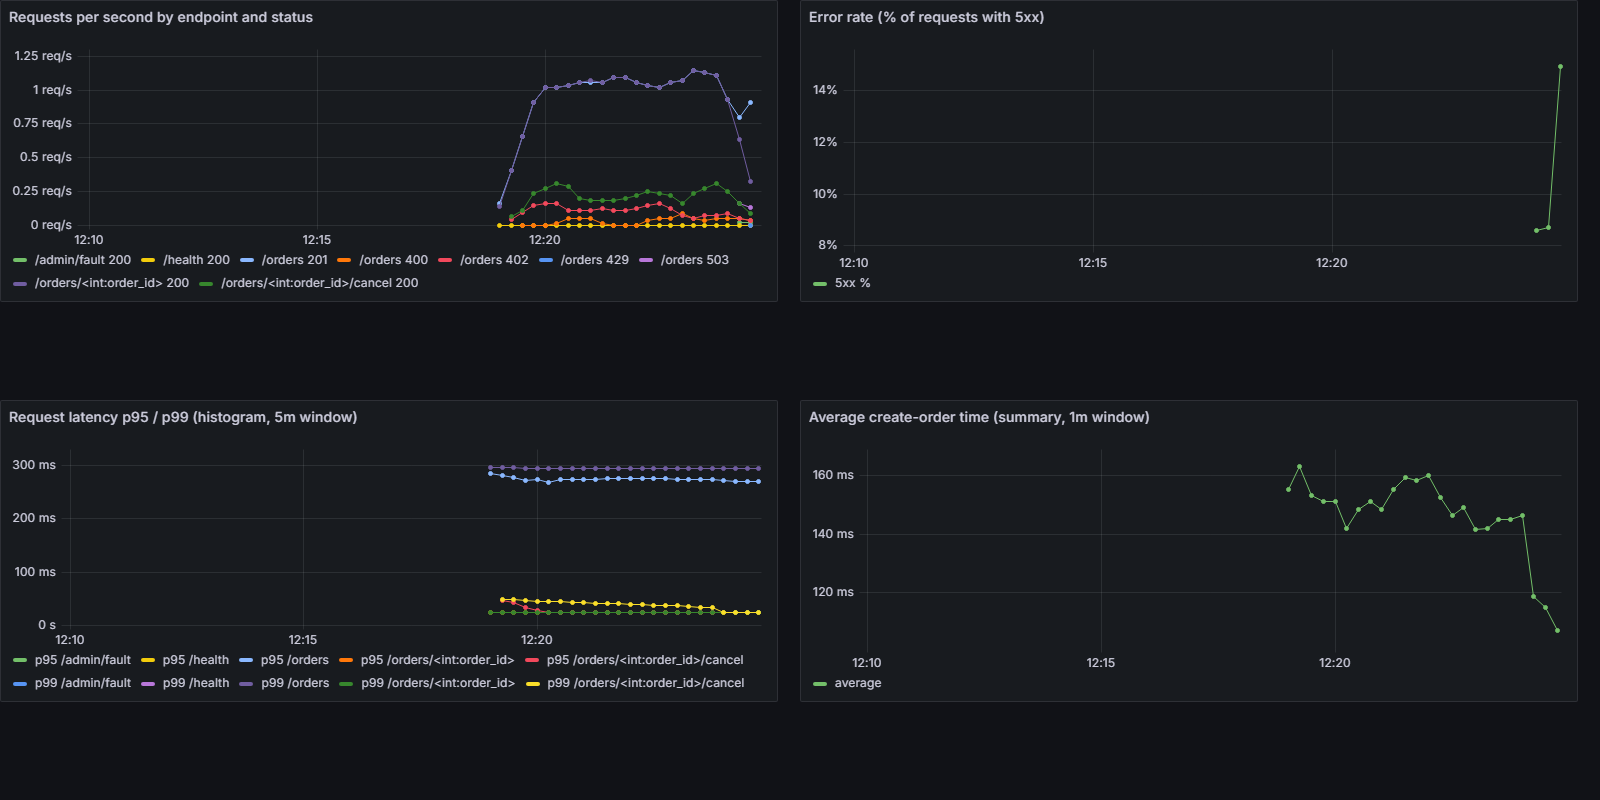 Requests per second by endpoint and status
1.25 req/s
1 req/s
0.75 req/s
0.5 req/s
0.25 req/s
0 req/s
12:10 12:15 12:20
/admin/fault 200 /health 200 /orders 201 /orders 400 /orders 402 /orders 429 /orders 503
/orders/<int:order_id> 200 /orders/<int:order_id>/cancel 200
Error rate (% of requests with 5xx)
14%
12%
10%
8%
12:10 12:15 12:20
5xx %
Request latency p95 / p99 (histogram, 5m window)
300 ms
200 ms
100 ms
0 s
12:10 12:15 12:20
p95 /admin/fault p95 /health p95 /orders p95 /orders/<int:order_id> p95 /orders/<int:order_id>/cancel
p99 /admin/fault p99 /health p99 /orders p99 /orders/<int:order_id> p99 /orders/<int:order_id>/cancel
Average create-order time (summary, 1m window)
160 ms
140 ms
120 ms
12:10 12:15 12:20
average